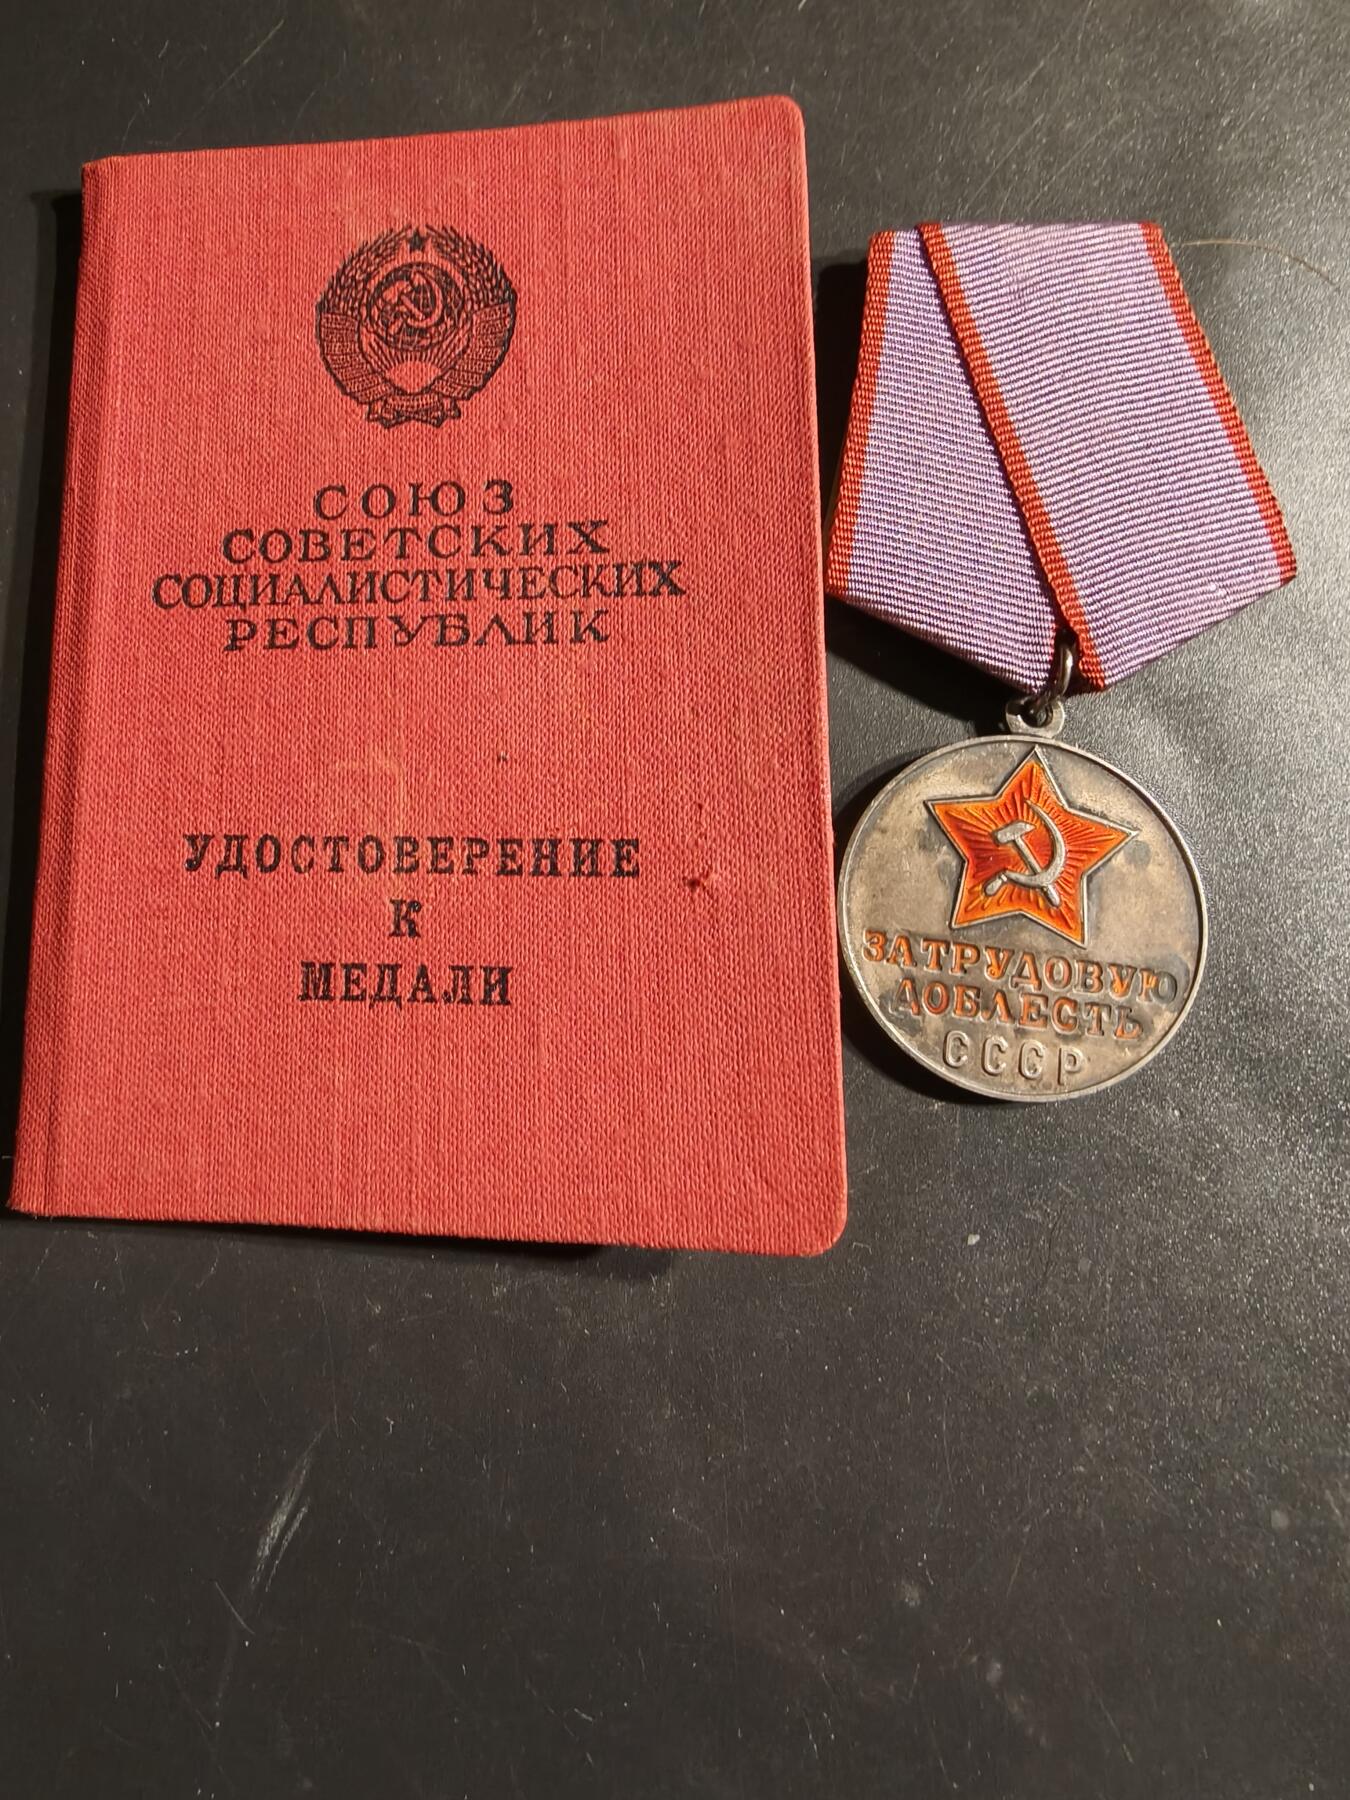 СОЮЗ
СОВЕТСКИХ
СОЦИАЛИСТИЧЕСКИХ
РЕСПУБЛИК
УДОСТОВЕРЕНИЕ
К
МЕДАЛИ
ЗА ТРУДОВУЮ
ДОБЛЕСТЬ
СССР